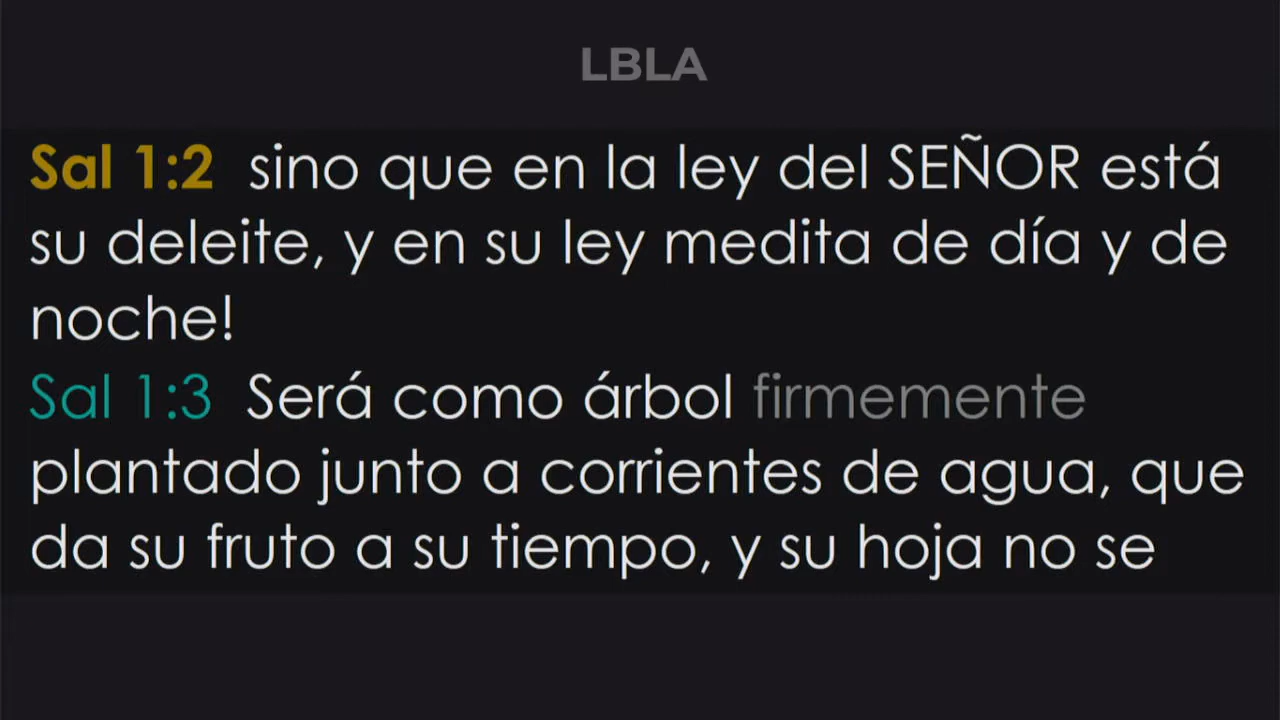 LBLA
Sal 1:2 sino que en la ley del SEÑOR está
su deleite, y en su ley medita de día y de
noche!
Sal 1:3 Será como árbol firmemente
plantado junto a corrientes de agua, que
da su fruto a su tiempo, y su hoja no se